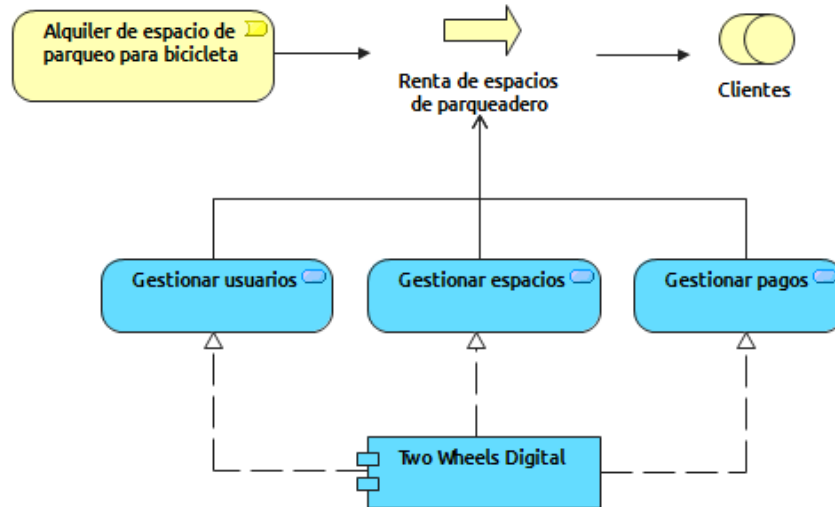 Alquiler de espacio de
parqueo para bicicleta
Renta de espacios
de parqueadero
Clientes
Gestionar usuarios
Gestionar espacios
Gestionar pagos
Two Wheels Digital